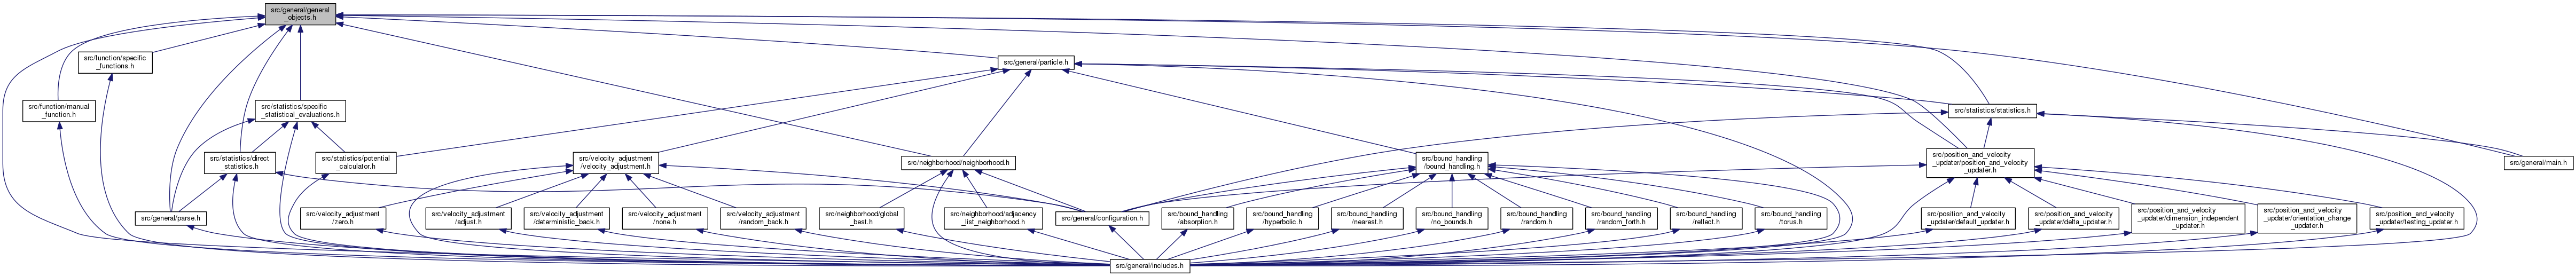 src/general/general
_objects.h
src/function/specific
_functions.h
src/general/particle.h
src/function/manual
_function.h
src/statistics/specific
_statistical_evaluations.h
src/statistics/statistics.h
src/statistics/direct
_statistics.h
src/statistics/potential
_calculator.h
src/velocity_adjustment
/velocity_adjustment.h
src/neighborhood/neighborhood.h
src/bound_handling
/bound_handling.h
src/position_and_velocity
_updater/position_and_velocity
_updater.h
src/general/main.h
src/general/parse.h
src/velocity_adjustment
/zero.h
src/velocity_adjustment
/adjust.h
src/velocity_adjustment
/deterministic_back.h
src/velocity_adjustment
/none.h
src/velocity_adjustment
/random_back.h
src/neighborhood/global
_best.h
src/neighborhood/adjacency
_list_neighborhood.h
src/general/configuration.h
src/bound_handling
/absorption.h
src/bound_handling
/hyperbolic.h
src/bound_handling
/nearest.h
src/bound_handling
/no_bounds.h
src/bound_handling
/random.h
src/bound_handling
/random_forth.h
src/bound_handling
/reflect.h
src/bound_handling
/torus.h
src/position_and_velocity
_updater/default_updater.h
src/position_and_velocity
_updater/delta_updater.h
src/position_and_velocity
_updater/dimension_independent
_updater.h
src/position_and_velocity
_updater/orientation_change
_updater.h
src/position_and_velocity
_updater/testing_updater.h
src/general/includes.h